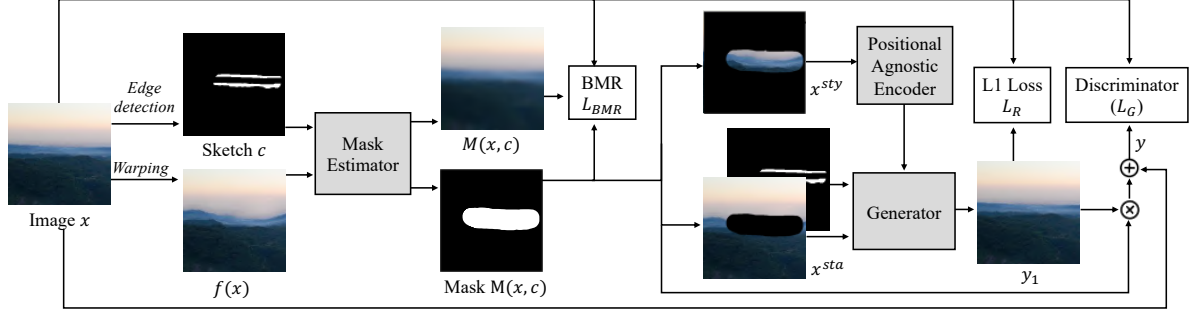 Image x
Edge
detection
Warping
Sketch c
f(x)
Mask
Estimator
M(x, c)
Mask M(x, c)
BMR
L_BMR
x^sty
Positional
Agnostic
Encoder
x^sta
Generator
y_1
L1 Loss
L_R
Discriminator
(L_G)
y